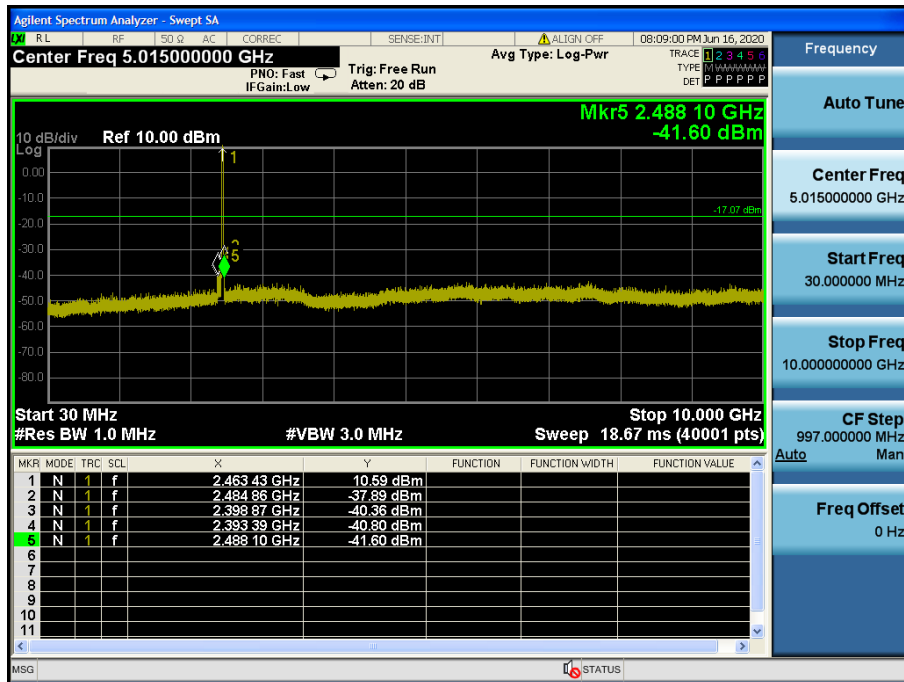 Agilent Spectrum Analyzer - Swept SA
LXI RL RF 50 Ω AC CORREC SENSE:INT ALIGN OFF 08:09:00 PM Jun 16, 2020
Center Freq 5.015000000 GHz
PNO: Fast
IFGain:Low
Trig: Free Run
Atten: 20 dB
Avg Type: Log-Pwr
TRACE 1 2 3 4 5 6
TYPE MWWWWW
DET P P P P P P
Mkr5 2.488 10 GHz
-41.60 dBm
10 dB/div Ref 10.00 dBm
Log
0.00
-10.0
-20.0
-30.0
-40.0
-50.0
-60.0
-70.0
-80.0
1
-17.07 dBm
5
Start 30 MHz Stop 10.000 GHz
#Res BW 1.0 MHz #VBW 3.0 MHz Sweep 18.67 ms (40001 pts)
MKR MODE TRC SCL X Y FUNCTION FUNCTION WIDTH FUNCTION VALUE
1 N 1 f 2.463 43 GHz 10.59 dBm
2 N 1 f 2.484 86 GHz -37.89 dBm
3 N 1 f 2.398 87 GHz -40.36 dBm
4 N 1 f 2.393 39 GHz -40.80 dBm
5 N 1 f 2.488 10 GHz -41.60 dBm
6
7
8
9
10
11
MSG STATUS
Frequency
Auto Tune
Center Freq
5.015000000 GHz
Start Freq
30.000000 MHz
Stop Freq
10.000000000 GHz
CF Step
997.000000 MHz
Auto Man
Freq Offset
0 Hz